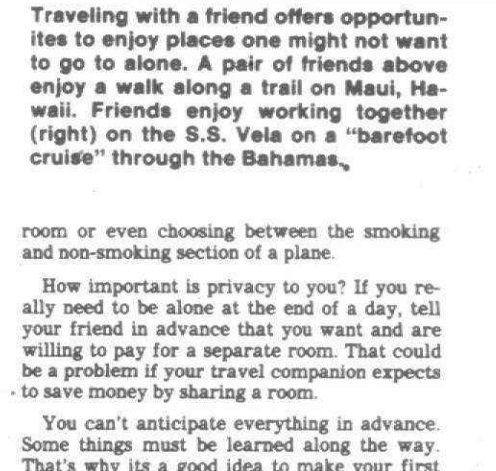 Traveling with a friend offers opportun-
ites to enjoy places one might not want
to go to alone. A pair of friends above
enjoy a walk along a trail on Maui, Ha-
waii. Friends enjoy working together
(right) on the S.S. Vela on a “barefoot
cruise” through the Bahamas.
room or even choosing between the smoking
and non-smoking section of a plane.
How important is privacy to you? If you re-
ally need to be alone at the end of a day, tell
your friend in advance that you want and are
willing to pay for a separate room. That could
be a problem if your travel companion expects
to save money by sharing a room.
You can't anticipate everything in advance.
Some things must be learned along the way.
That's why its a good idea to make your first